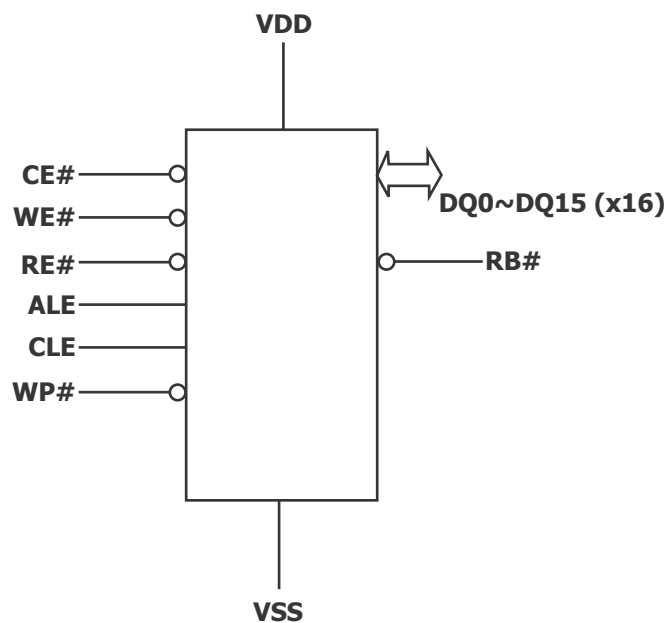 VDD
CE#
WE#
RE#
ALE
CLE
WP#
DQ0~DQ15 (x16)
RB#
VSS